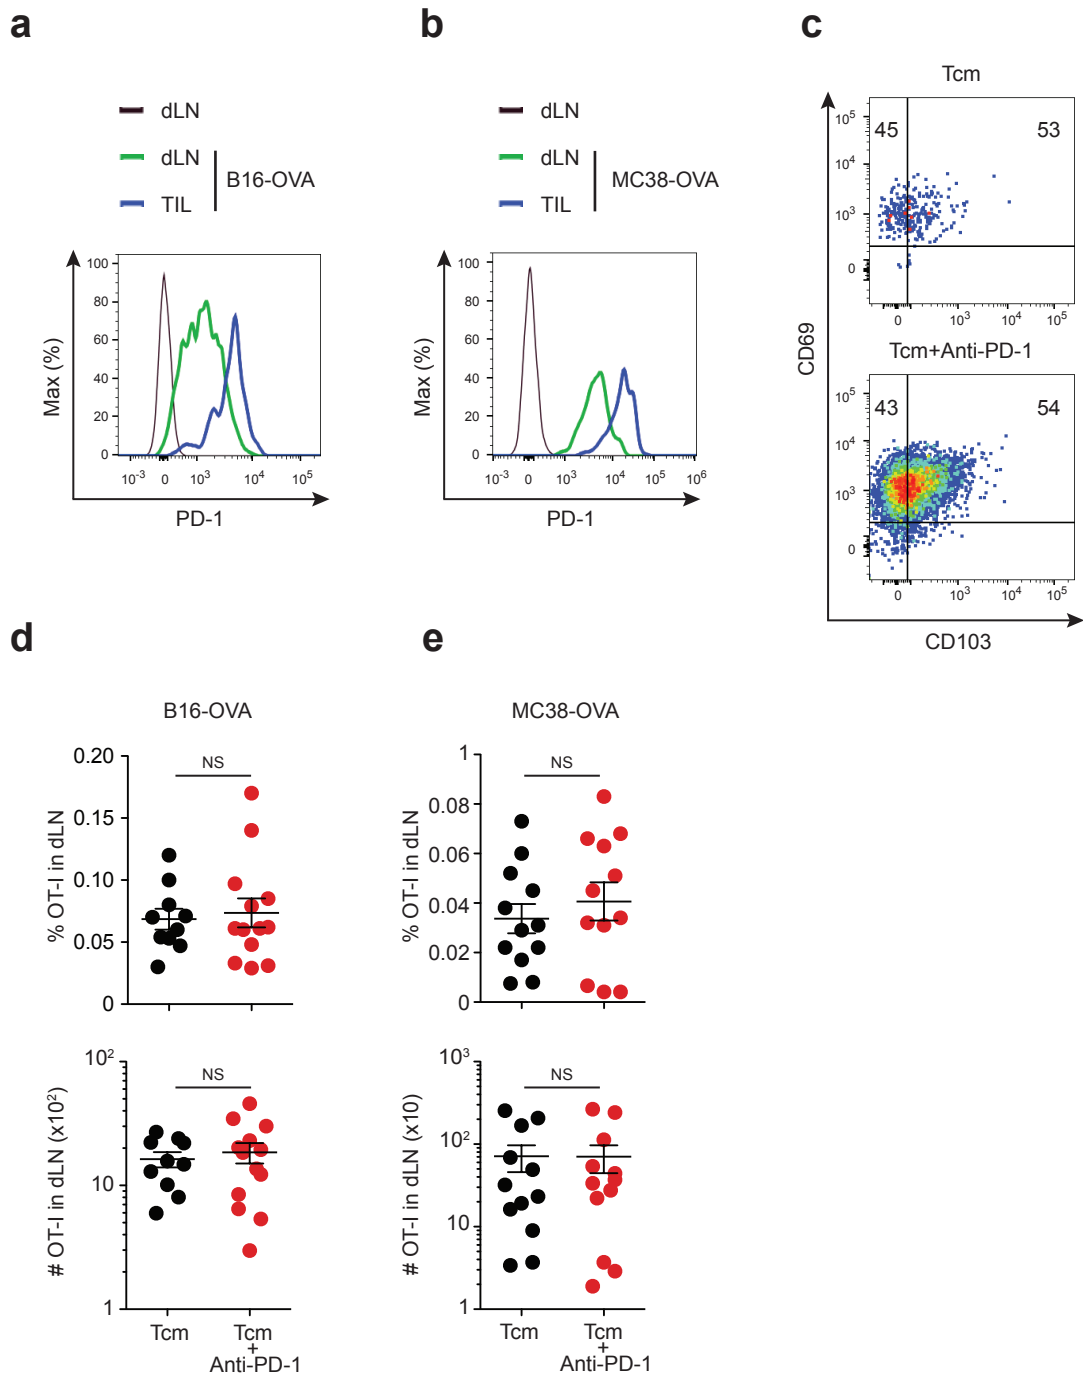 a
b
c
dLN
dLN
TIL
B16-OVA
dLN
dLN
TIL
MC38-OVA
Max (%)
100
80
60
40
20
0
10-3
0
10³
10⁴
10⁵
PD-1
Max (%)
100
80
60
40
20
0
10-3
0
10³
10⁴
10⁵
10⁶
PD-1
Tcm
45
53
10⁵
10⁴
10³
0
0
10³
10⁴
10⁵
Tcm+Anti-PD-1
43
54
10⁵
10⁴
10³
0
0
10³
10⁴
10⁵
CD69
CD103
d
e
B16-OVA
NS
% OT-I in dLN
0.20
0.15
0.10
0.05
0
MC38-OVA
NS
% OT-I in dLN
1
0.08
0.06
0.04
0.02
0
NS
# OT-I in dLN (x10²)
10²
10
1
Tcm
Tcm
+
Anti-PD-1
NS
# OT-I in dLN (x10)
10³
10²
10
1
Tcm
Tcm
+
Anti-PD-1